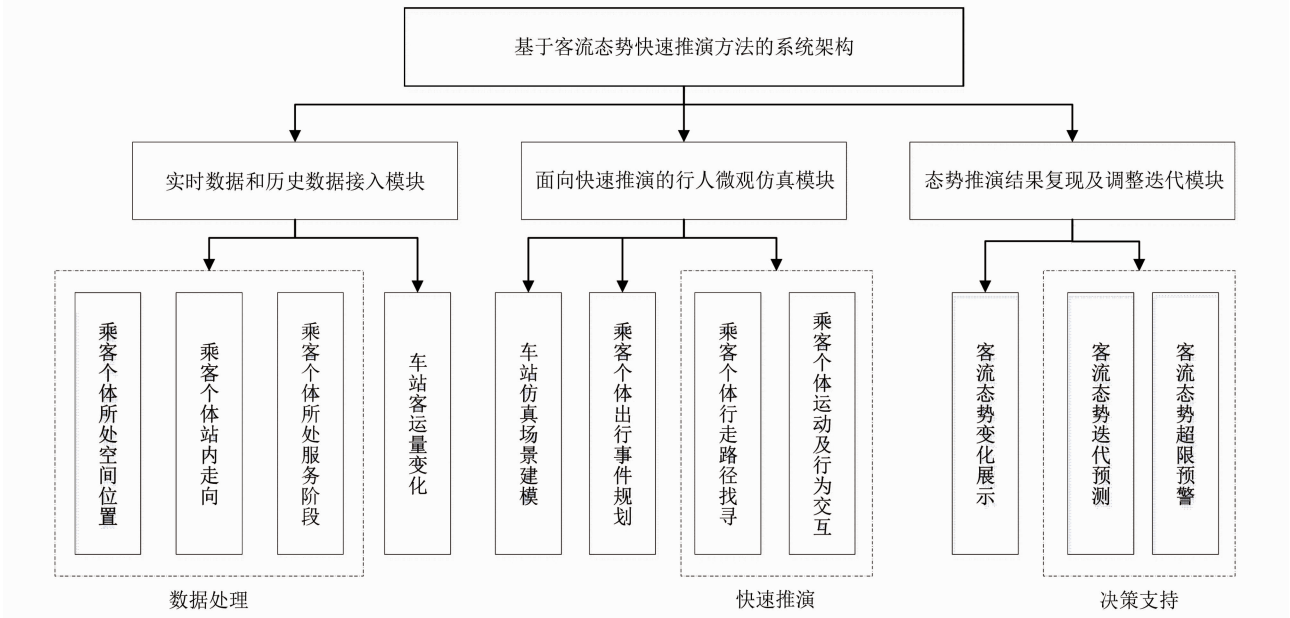 基于客流态势快速推演方法的系统架构
实时数据和历史数据接入模块
面向快速推演的行人微观仿真模块
态势推演结果复现及调整迭代模块
乘客个体所处空间位置
乘客个体站内走向
乘客个体所处服务阶段
车站客运量变化
车站仿真场景建模
乘客个体出行事件规划
乘客个体行走路径找寻
乘客个体运动及行为交互
客流态势变化展示
客流态势迭代预测
客流态势超限预警
数据处理
快速推演
决策支持